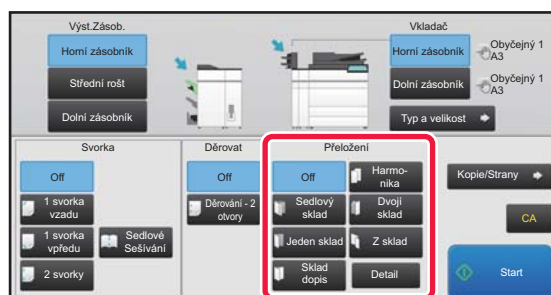 Výst.Zásob.
Vkladač
Horní zásobník
Střední rošt
Dolní zásobník
Horní zásobník
Obyčejný 1
A3
Dolní zásobník
Obyčejný 1
A3
Typ a velikost
Svorka
Off
1 svorka
vzadu
1 svorka
vpředu
Sedlové
Sešívání
2 svorky
Děrovat
Off
Děrování - 2
otvory
Přeložení
Off
Harmo-
nika
Sedlový
sklad
Dvojí
sklad
Jeden sklad
Z sklad
Sklad
dopis
Detail
Kopie/Strany
CA
Start